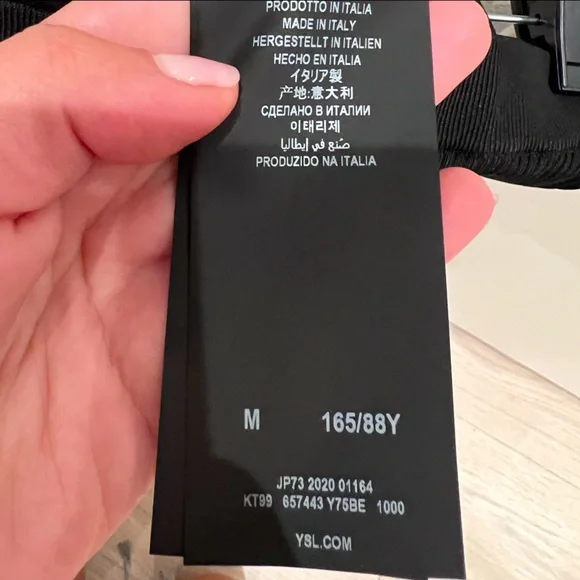 PRODOTTO IN ITALIA
MADE IN ITALY
HERGESTELLT IN ITALIEN
HECHO EN ITALIA
イタリア製
产地:意大利
СДЕЛАНО В ИТАЛИИ
이태리제
صنع في إيطاليا
PRODUZIDO NA ITALIA
M 165/88Y
JP73 2020 01164
KT99 657443 Y75BE 1000
YSL.COM